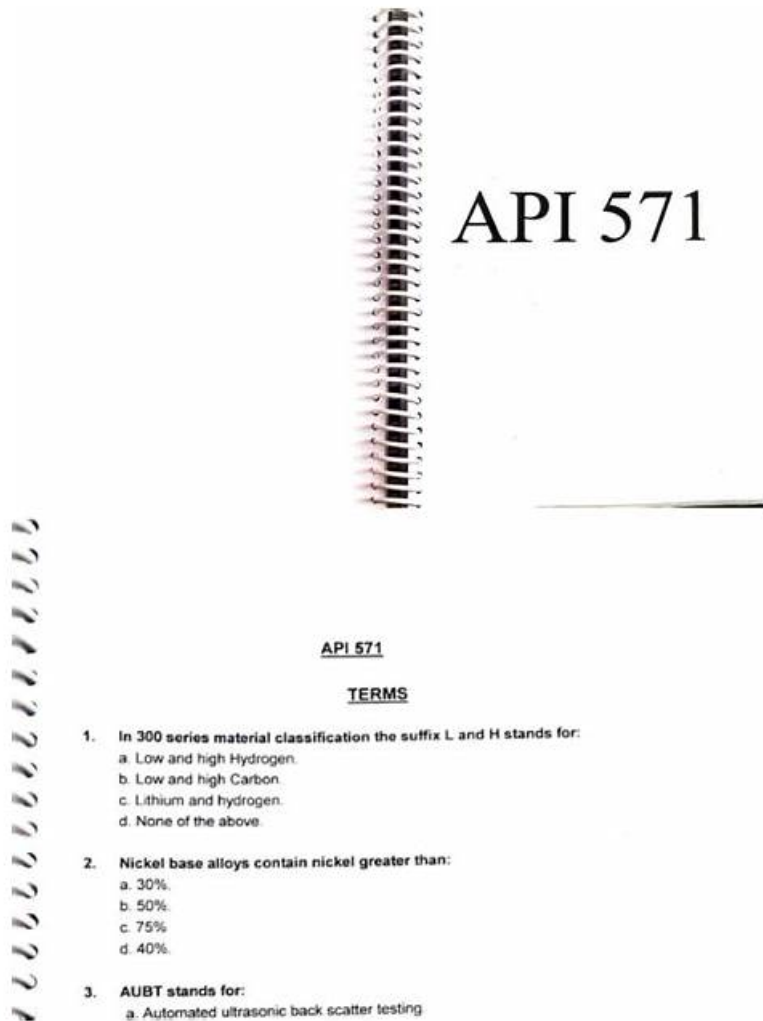 API 571
API 571
TERMS
1. In 300 series material classification the suffix L and H stands for:
a. Low and high Hydrogen.
b. Low and high Carbon.
c. Lithium and hydrogen.
d. None of the above.
2. Nickel base alloys contain nickel greater than:
a. 30%.
b. 50%.
c. 75%
d. 40%.
3. AUBT stands for:
a. Automated ultrasonic back scatter testing